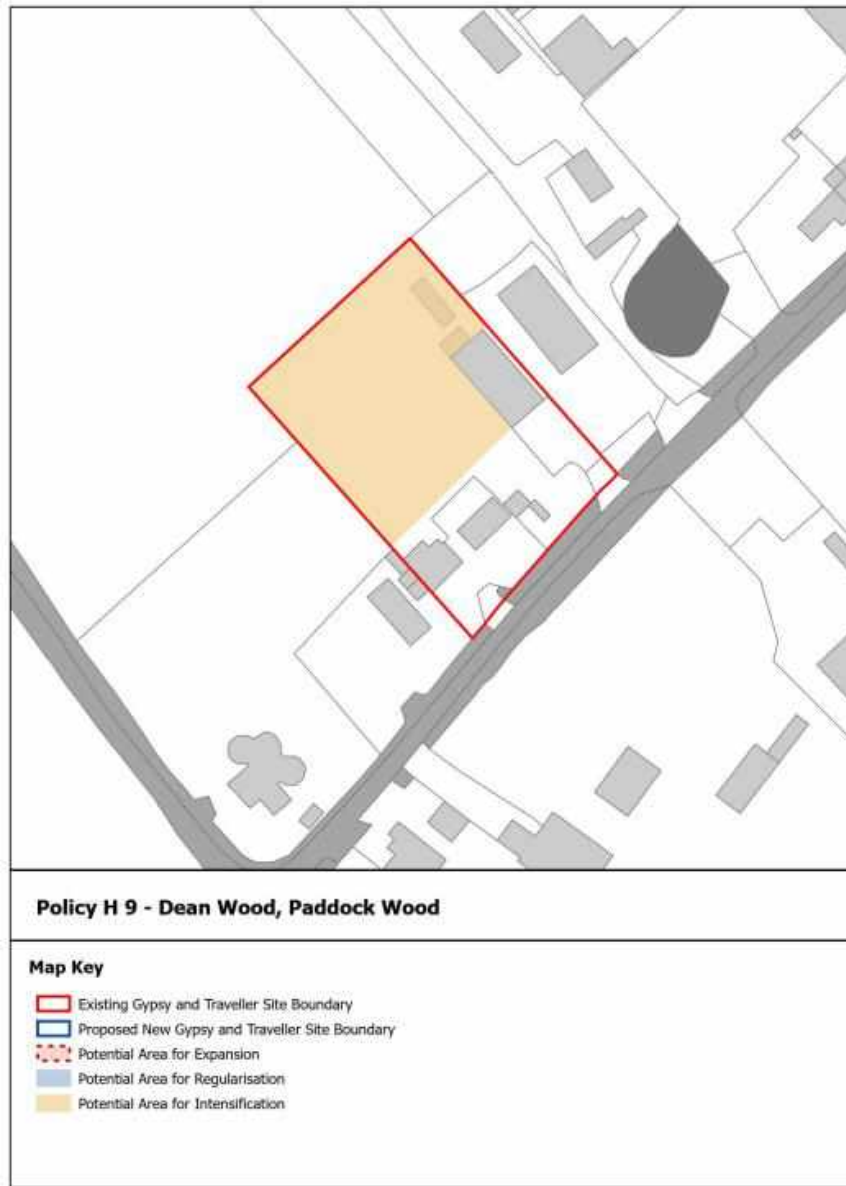 Policy H 9 - Dean Wood, Paddock Wood
Map Key
Existing Gypsy and Traveller Site Boundary
Proposed New Gypsy and Traveller Site Boundary
Potential Area for Expansion
Potential Area for Regularisation
Potential Area for Intensification